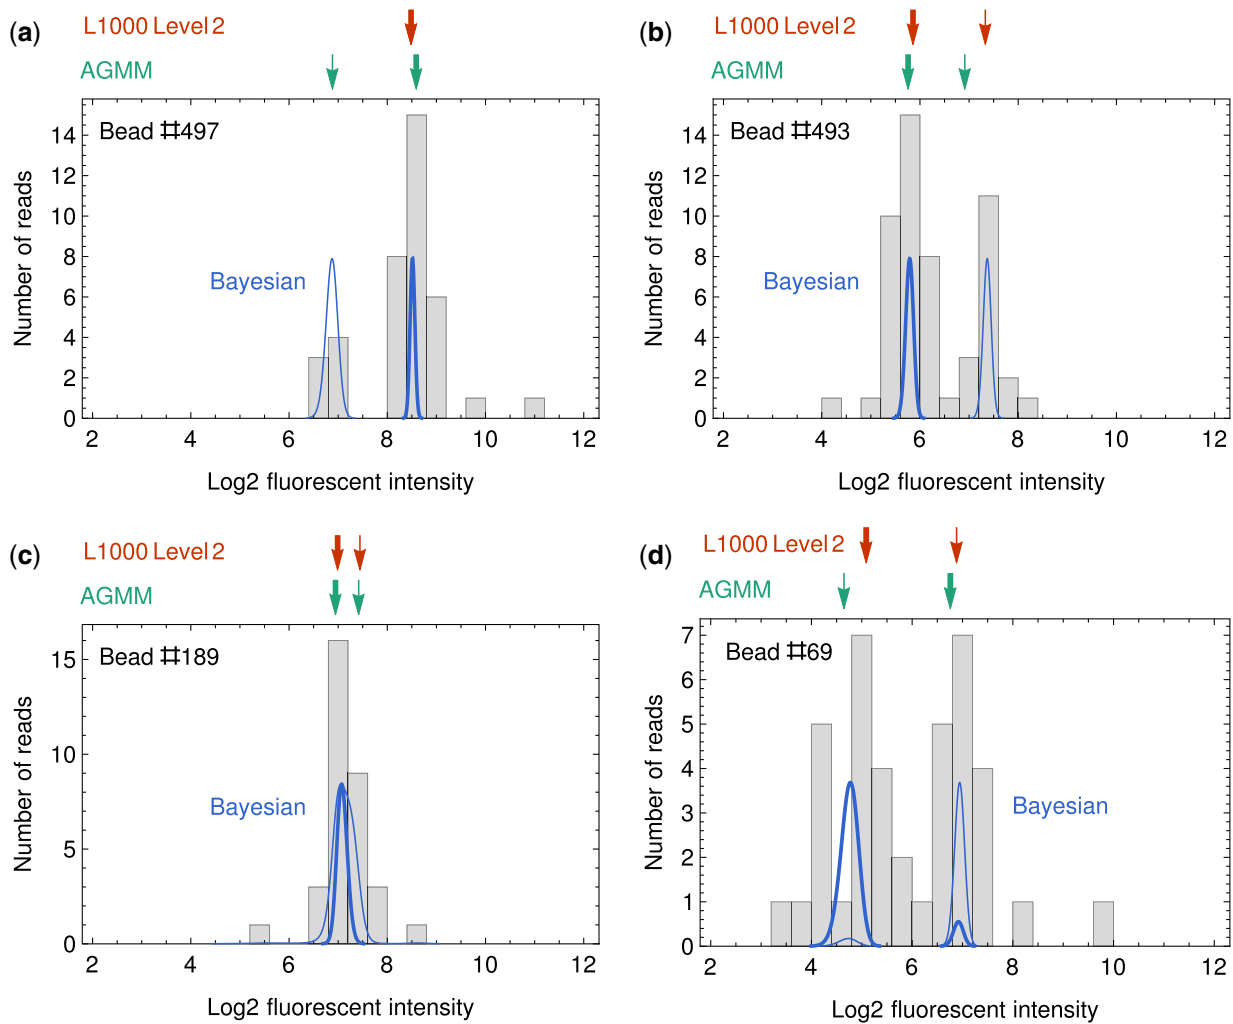 (a)
L1000 Level 2
AGMM
Bead #497
Bayesian
Number of reads
0 2 4 6 8 10 12 14
2 4 6 8 10 12
Log2 fluorescent intensity
(b)
L1000 Level 2
AGMM
Bead #493
Bayesian
Number of reads
0 2 4 6 8 10 12 14
2 4 6 8 10 12
Log2 fluorescent intensity
(c)
L1000 Level 2
AGMM
Bead #189
Bayesian
Number of reads
0 5 10 15
2 4 6 8 10 12
Log2 fluorescent intensity
(d)
L1000 Level 2
AGMM
Bead #69
Bayesian
Number of reads
0 1 2 3 4 5 6 7
2 4 6 8 10 12
Log2 fluorescent intensity